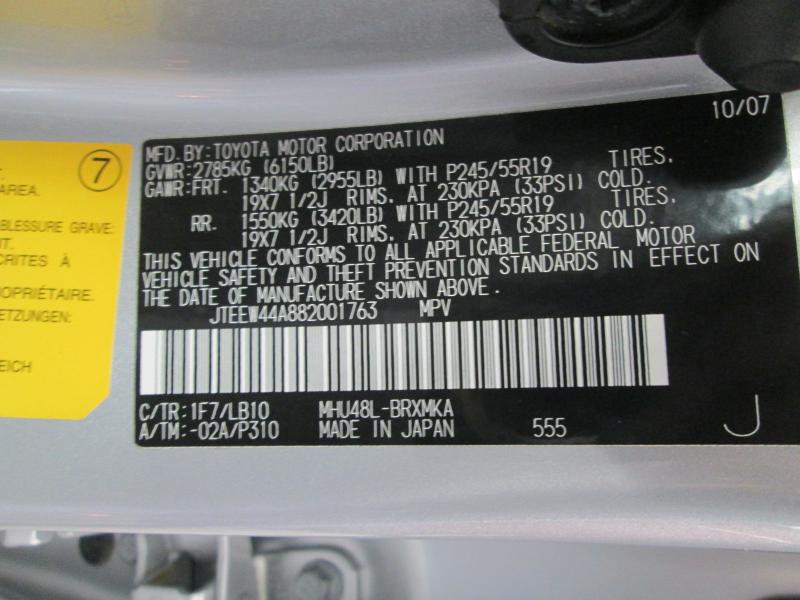 7
AREA.
BLESSURE GRAVE:
NT.
CRITES À
ROPRIÉTAIRE.
ETZUNGEN:
EICH
10/07
MFD. BY: TOYOTA MOTOR CORPORATION
GVWR: 2785KG (6150LB)
GAWR: FRT. 1340KG (2955LB) WITH P245/55R19 TIRES,
19X7 1/2J RIMS, AT 230KPA (33PSI) COLD.
RR. 1550KG (3420LB) WITH P245/55R19 TIRES,
19X7 1/2J RIMS, AT 230KPA (33PSI) COLD.
THIS VEHICLE CONFORMS TO ALL APPLICABLE FEDERAL MOTOR
VEHICLE SAFETY AND THEFT PREVENTION STANDARDS IN EFFECT ON
THE DATE OF MANUFACTURE SHOWN ABOVE.
JTEEW44A882001763 MPV
C/TR: 1F7/LB10 MHU48L-BRXMKA
A/TM: -02A/P310 MADE IN JAPAN 555
J